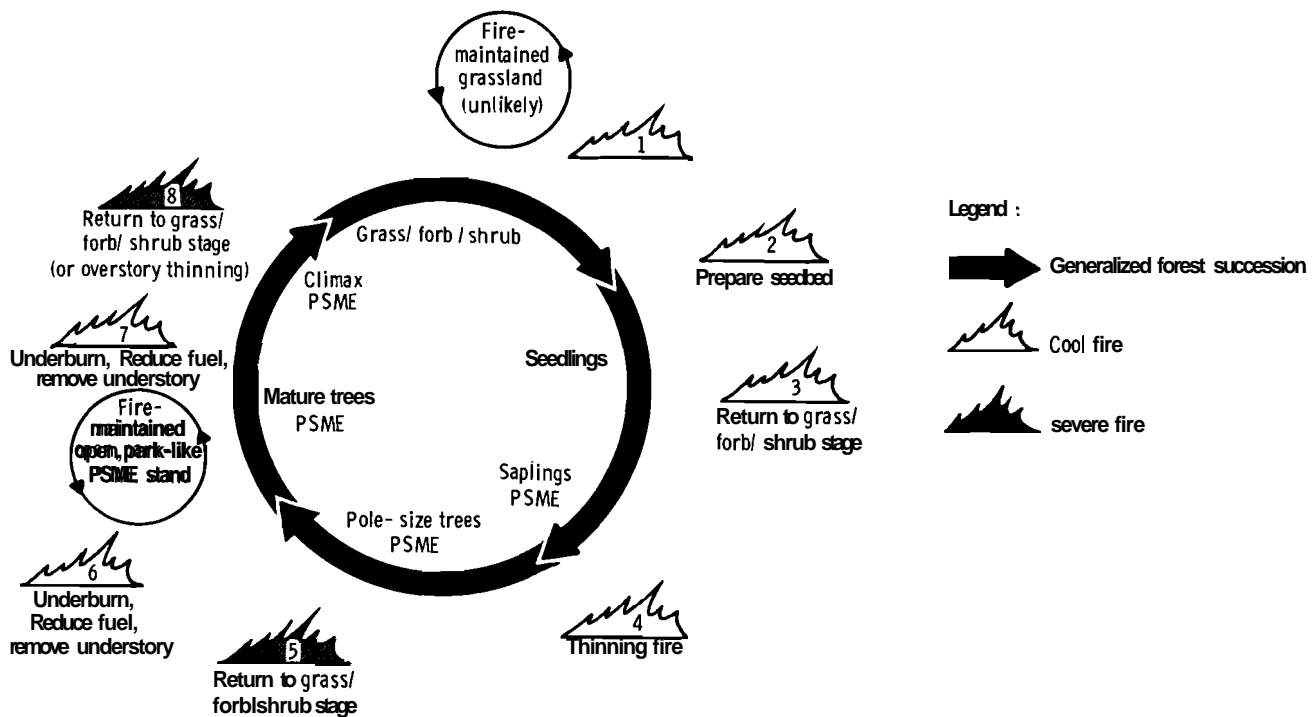 Fire-
maintained
grassland
(unlikely)
1
8
Return to grass/
forb/ shrub stage
(or overstory thinning)
Grass/ forb / shrub
2
Prepare seedbed
Climax
PSME
7
Underburn, Reduce fuel,
remove understory
Seedlings
3
Return to grass/
forb/ shrub stage
Mature trees
PSME
Fire-
maintained
open, park-like
PSME stand
Saplings
PSME
Pole- size trees
PSME
6
Underburn,
Reduce fuel,
remove understory
4
Thinning fire
5
Return to grass/
forblshrub stage
Legend :
Generalized forest succession
Cool fire
severe fire